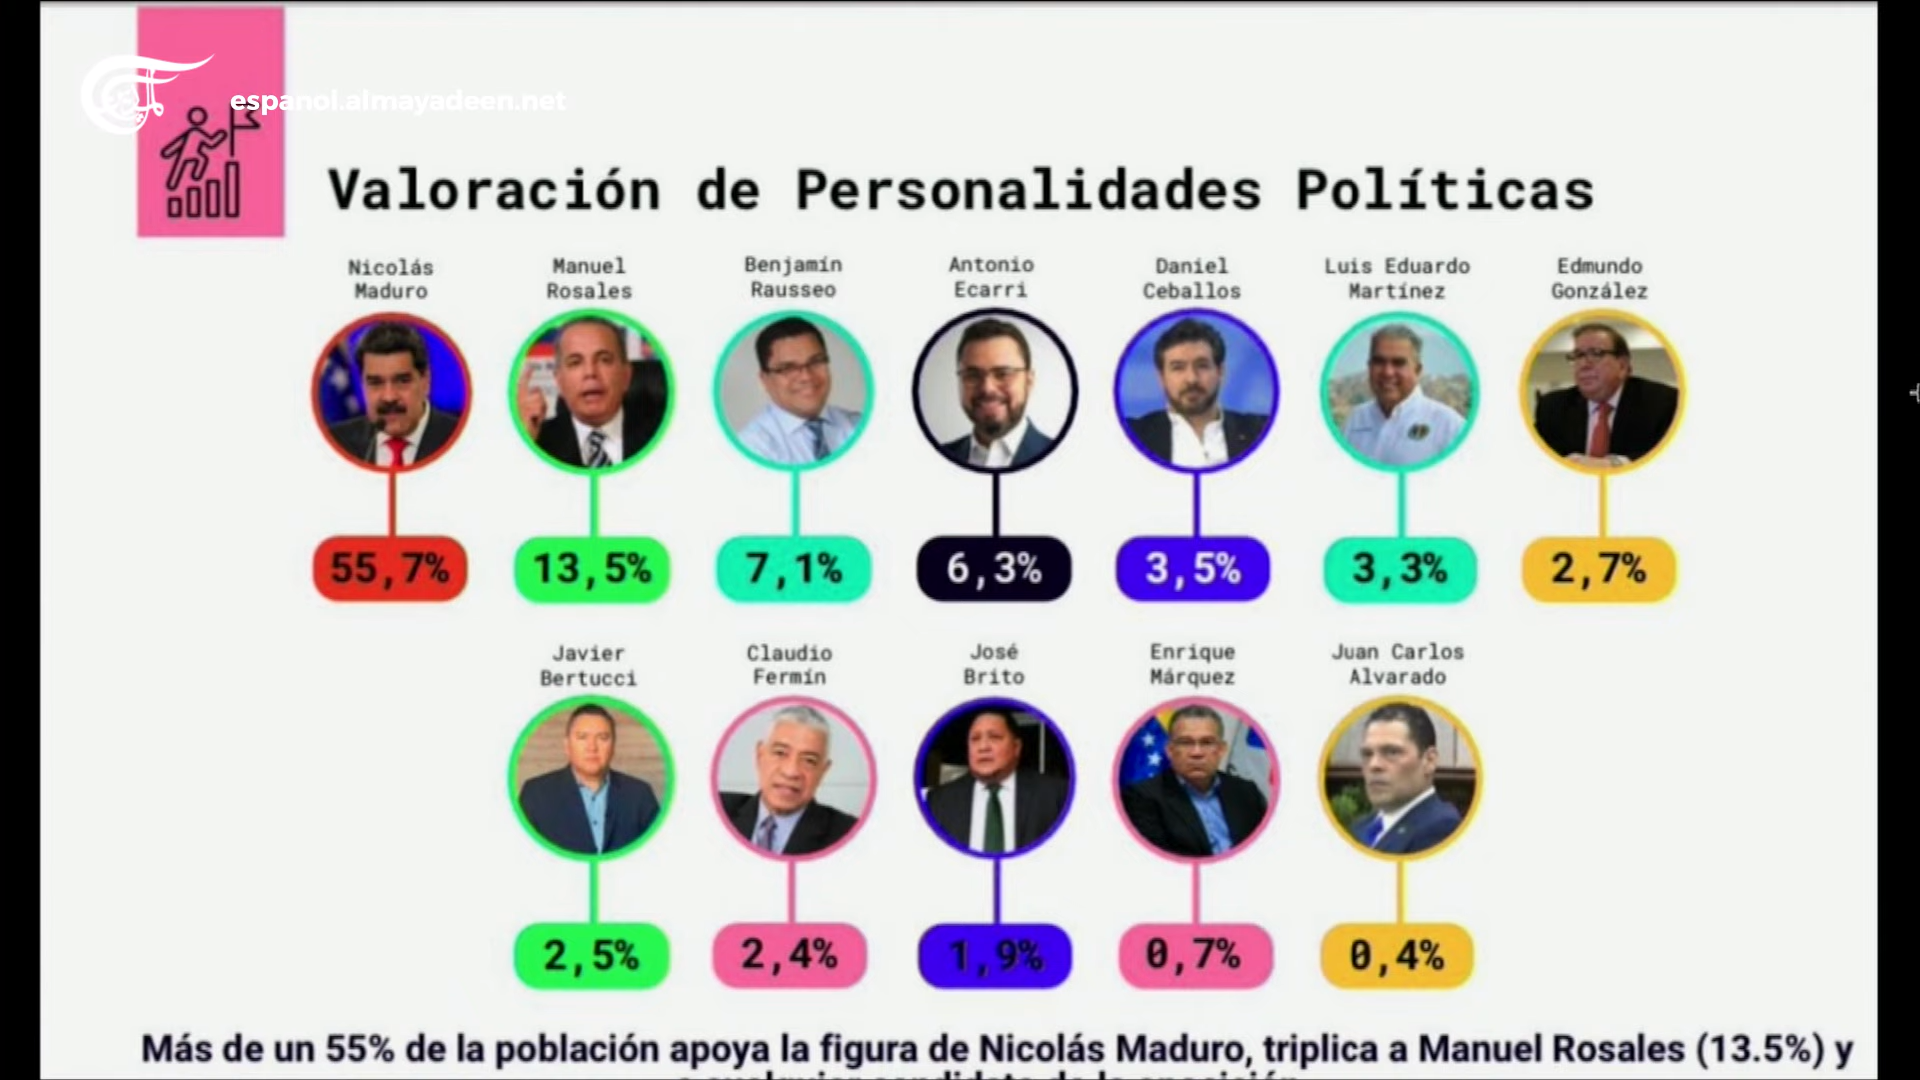 espanol.almayadeen.net
Valoración de Personalidades Políticas
Nicolás
Maduro
Manuel
Rosales
Benjamín
Rausseo
Antonio
Ecarri
Daniel
Ceballos
Luis Eduardo
Martínez
Edmundo
González
55,7%
13,5%
7,1%
6,3%
3,5%
3,3%
2,7%
Javier
Bertucci
Claudio
Fermín
José
Brito
Enrique
Márquez
Juan Carlos
Alvarado
2,5%
2,4%
1,9%
0,7%
0,4%
Más de un 55% de la población apoya la figura de Nicolás Maduro, triplica a Manuel Rosales (13.5%) y